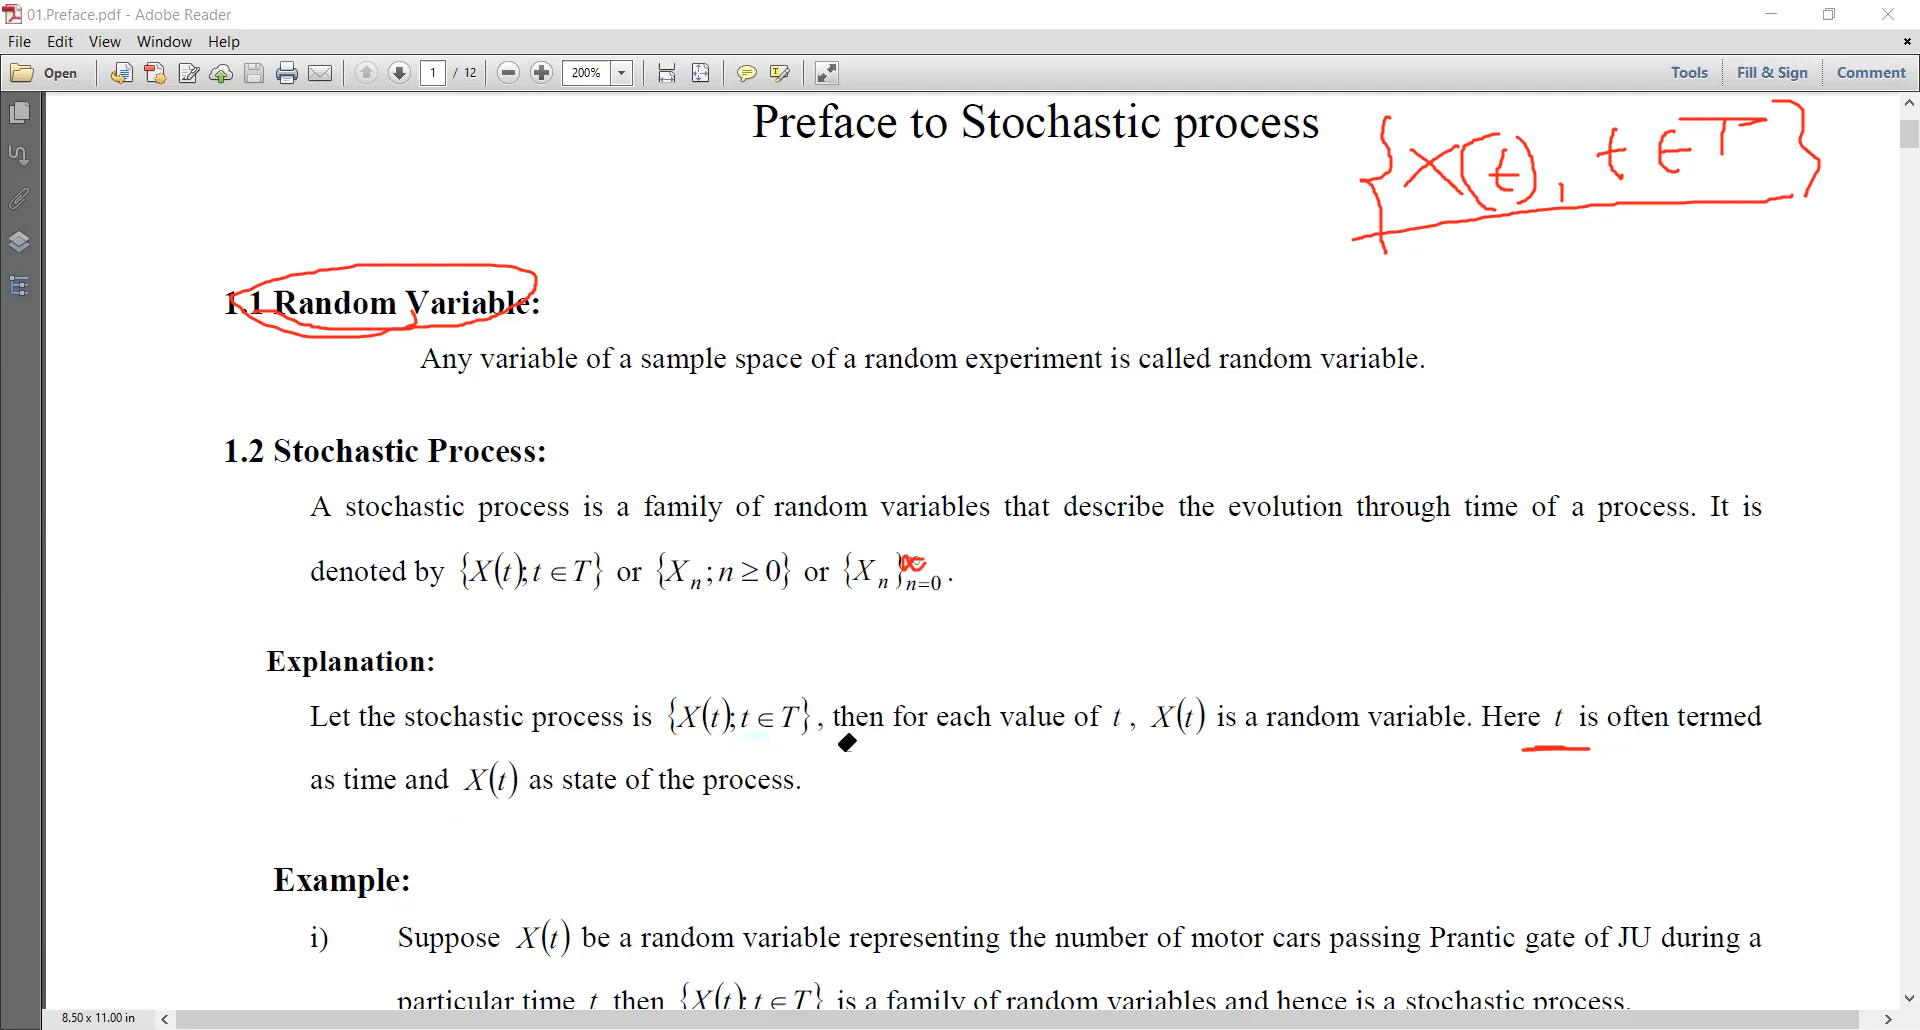 01.Preface.pdf - Adobe Reader
File Edit View Window Help
Open 1 / 12 200% Tools Fill & Sign Comment
Preface to Stochastic process
{X(t), t ∈ T}
1.1 Random Variable:
Any variable of a sample space of a random experiment is called random variable.
1.2 Stochastic Process:
A stochastic process is a family of random variables that describe the evolution through time of a process. It is
denoted by {X(t); t ∈ T} or {Xₙ ; n ≥ 0} or {Xₙ}∞ₙ₌₀ .
Explanation:
Let the stochastic process is {X(t); t ∈ T} , then for each value of t , X(t) is a random variable. Here t is often termed
as time and X(t) as state of the process.
Example:
i) Suppose X(t) be a random variable representing the number of motor cars passing Prantic gate of JU during a
particular time t then {X(t); t ∈ T} is a family of random variables and hence is a stochastic process.
8.50 x 11.00 in